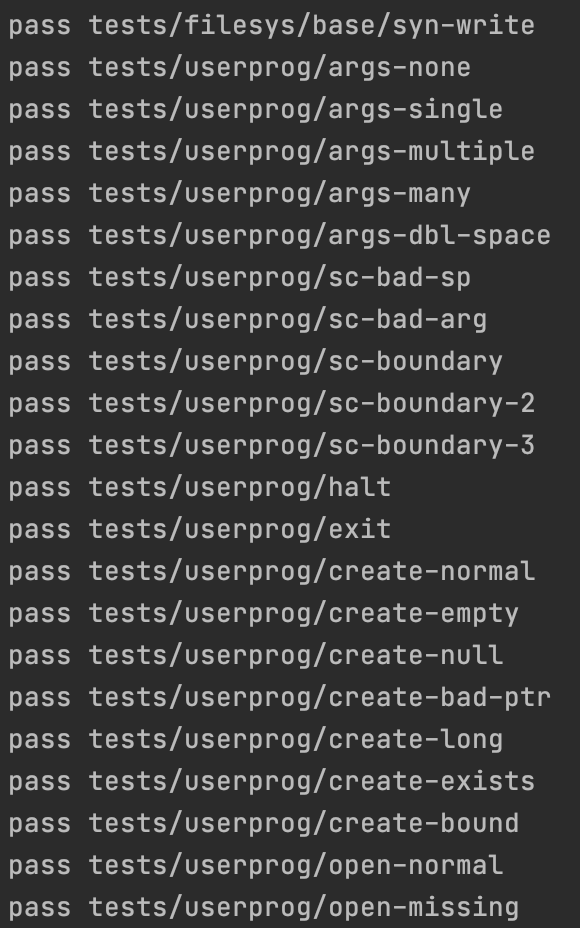 pass tests/filesys/base/syn-write
pass tests/userprog/args-none
pass tests/userprog/args-single
pass tests/userprog/args-multiple
pass tests/userprog/args-many
pass tests/userprog/args-dbl-space
pass tests/userprog/sc-bad-sp
pass tests/userprog/sc-bad-arg
pass tests/userprog/sc-boundary
pass tests/userprog/sc-boundary-2
pass tests/userprog/sc-boundary-3
pass tests/userprog/halt
pass tests/userprog/exit
pass tests/userprog/create-normal
pass tests/userprog/create-empty
pass tests/userprog/create-null
pass tests/userprog/create-bad-ptr
pass tests/userprog/create-long
pass tests/userprog/create-exists
pass tests/userprog/create-bound
pass tests/userprog/open-normal
pass tests/userprog/open-missing